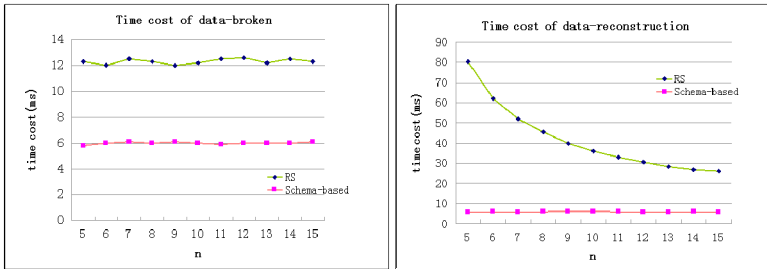 Time cost of data-broken
time cost(ms)
14
12
10
8
6
4
2
0
RS
Schema-based
5 6 7 8 9 10 11 12 13 14 15
n
Time cost of data-reconstruction
time cost(ms)
90
80
70
60
50
40
30
20
10
0
RS
Schema-based
5 6 7 8 9 10 11 12 13 14 15
n